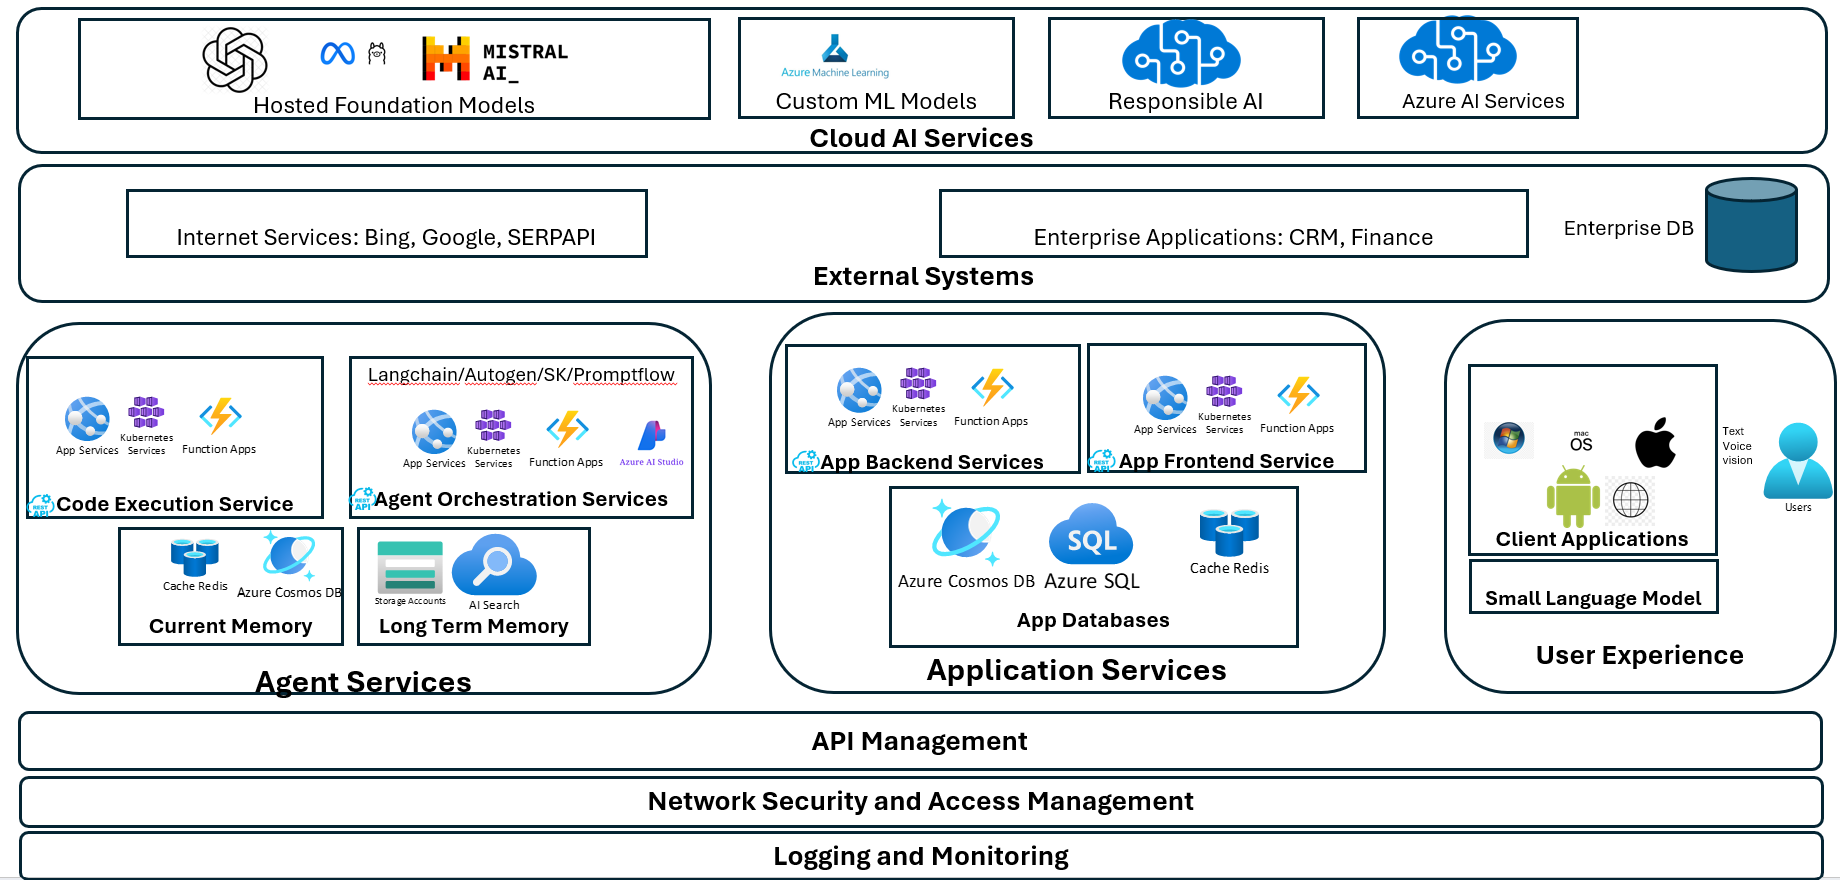 MISTRAL
AI_
Hosted Foundation Models
Azure Machine Learning
Custom ML Models
Responsible AI
Azure AI Services
Cloud AI Services
Internet Services: Bing, Google, SERPAPI
Enterprise Applications: CRM, Finance
Enterprise DB
External Systems
App Services
Kubernetes
Services
Function Apps
REST
API
Code Execution Service
Langchain/Autogen/SK/Promptflow
App Services
Kubernetes
Services
Function Apps
Azure AI Studio
REST
API
Agent Orchestration Services
Cache Redis
Azure Cosmos DB
Current Memory
Storage Accounts
AI Search
Long Term Memory
Agent Services
App Services
Kubernetes
Services
Function Apps
REST
API
App Backend Services
App Services
Kubernetes
Services
Function Apps
REST
API
App Frontend Service
Azure Cosmos DB
SQL
Azure SQL
Cache Redis
App Databases
Application Services
mac
OS
Client Applications
Text
Voice
vision
Users
Small Language Model
User Experience
API Management
Network Security and Access Management
Logging and Monitoring